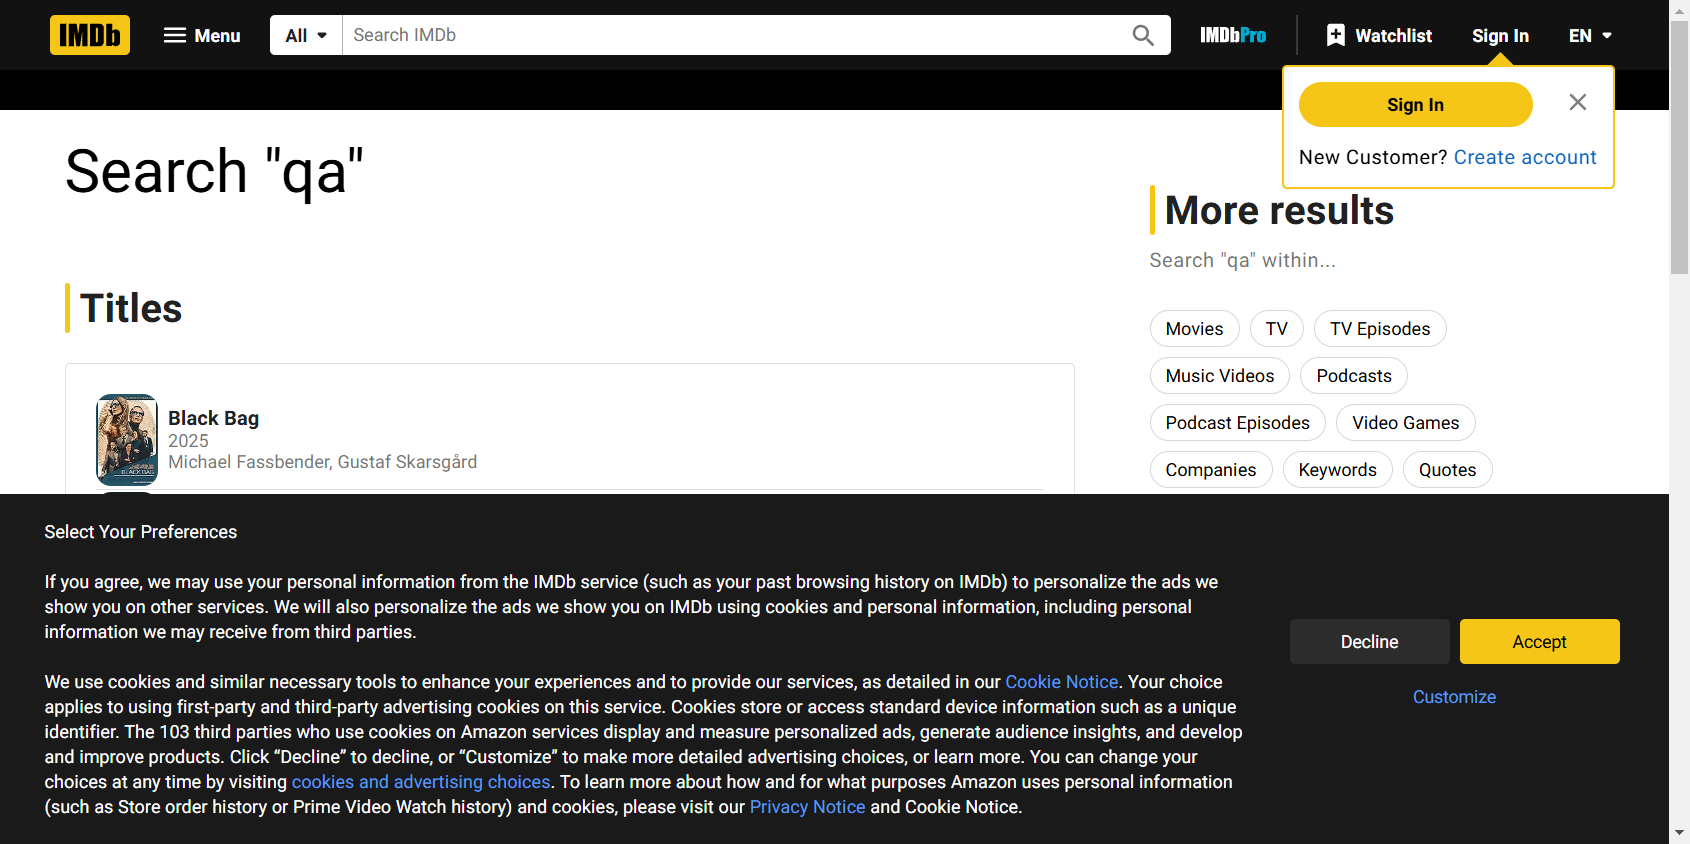 IMDb
Menu
All
Search IMDb
IMDbPro
Watchlist
Sign In
EN
Sign In
New Customer? Create account
Search "qa"
More results
Search "qa" within...
Titles
Movies
TV
TV Episodes
Music Videos
Podcasts
Black Bag
2025
Michael Fassbender, Gustaf Skarsgård
BLACK BAG
Podcast Episodes
Video Games
Companies
Keywords
Quotes
Select Your Preferences
If you agree, we may use your personal information from the IMDb service (such as your past browsing history on IMDb) to personalize the ads we
show you on other services. We will also personalize the ads we show you on IMDb using cookies and personal information, including personal
information we may receive from third parties.
We use cookies and similar necessary tools to enhance your experiences and to provide our services, as detailed in our Cookie Notice. Your choice
applies to using first-party and third-party advertising cookies on this service. Cookies store or access standard device information such as a unique
identifier. The 103 third parties who use cookies on Amazon services display and measure personalized ads, generate audience insights, and develop
and improve products. Click “Decline” to decline, or “Customize” to make more detailed advertising choices, or learn more. You can change your
choices at any time by visiting cookies and advertising choices. To learn more about how and for what purposes Amazon uses personal information
(such as Store order history or Prime Video Watch history) and cookies, please visit our Privacy Notice and Cookie Notice.
Decline
Accept
Customize